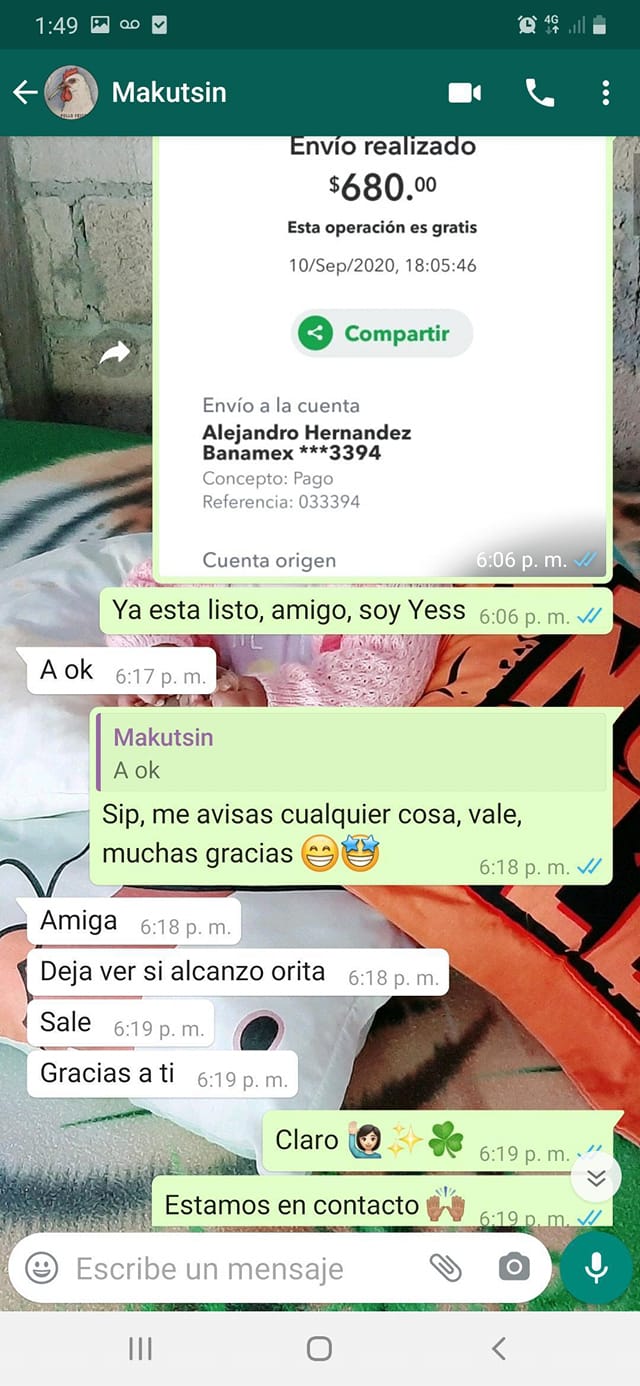 1:49
4G
Makutsin
Envío realizado
$680.00
Esta operación es gratis
10/Sep/2020, 18:05:46
Compartir
Envío a la cuenta
Alejandro Hernandez
Banamex ***3394
Concepto: Pago
Referencia: 033394
Cuenta origen
6:06 p. m.
Ya esta listo, amigo, soy Yess 6:06 p. m.
A ok 6:17 p. m.
Makutsin
A ok
Sip, me avisas cualquier cosa, vale,
muchas gracias 😁🤩 6:18 p. m.
Amiga 6:18 p. m.
Deja ver si alcanzo orita 6:18 p. m.
Sale 6:19 p. m.
Gracias a ti 6:19 p. m.
Claro 🙋🏻‍♀️✨☘️ 6:19 p. m.
Estamos en contacto 🙌🏽 6:19 p. m.
Escribe un mensaje